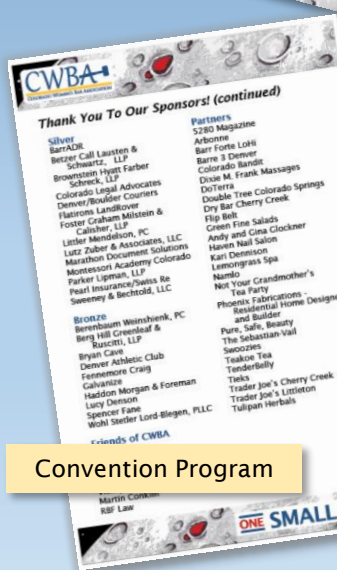 CWBA
COLORADO WOMEN'S BAR ASSOCIATION
Thank You To Our Sponsors! (continued)
Silver
BarrADR
Betzer Call Lausten &
Schwartz, LLP
Brownstein Hyatt Farber
Schreck, LLP
Colorado Legal Advocates
Denver/Boulder Couriers
Flatirons LandRover
Foster Graham Milstein &
Calisher, LLP
Littler Mendelson, PC
Lutz Zuber & Associates, LLC
Marathon Document Solutions
Montessori Academy Colorado
Parker Lipman, LLP
Pearl Insurance/Swiss Re
Sweeney & Bechtold, LLC
Bronze
Berenbaum Weinshienk, PC
Berg Hill Greenleaf &
Ruscitti, LLP
Bryan Cave
Denver Athletic Club
Fennemore Craig
Galvanize
Haddon Morgan & Foreman
Lucy Denson
Spencer Fane
Wohl Stetler Lord-Blegen, PLLC
Friends of CWBA
Martin Conklin
RBF Law
Partners
5280 Magazine
Arbonne
Barr Forte LoHi
Barre 3 Denver
Colorado Bandit
Dixie M. Frank Massages
DoTerra
Double Tree Colorado Springs
Dry Bar Cherry Creek
Flip Belt
Green Fine Salads
Andy and Gina Glockner
Haven Nail Salon
Kari Dennison
Lemongrass Spa
Namlo
Not Your Grandmother's
Tea Party
Phoenix Fabrications -
Residential Home Designe
and Builder
Pure, Safe, Beauty
The Sebastian-Vail
Swoozies
Teakoe Tea
TenderBelly
Tieks
Trader Joe's Cherry Creek
Trader Joe's Littleton
Tulipan Herbals
Convention Program
ONE SMALL